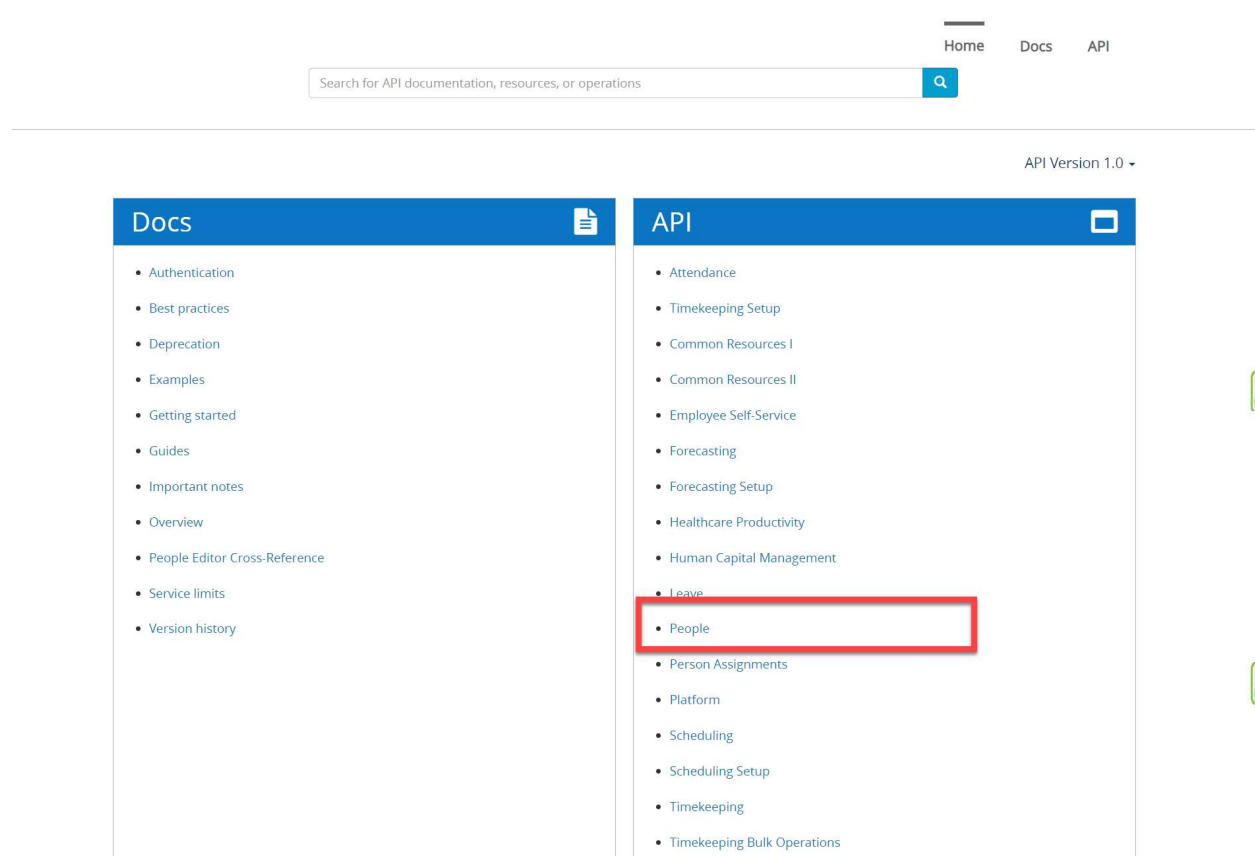 Home Docs API
Search for API documentation, resources, or operations
API Version 1.0
Docs
Authentication
Best practices
Deprecation
Examples
Getting started
Guides
Important notes
Overview
People Editor Cross-Reference
Service limits
Version history
API
Attendance
Timekeeping Setup
Common Resources I
Common Resources II
Employee Self-Service
Forecasting
Forecasting Setup
Healthcare Productivity
Human Capital Management
Leave
People
Person Assignments
Platform
Scheduling
Scheduling Setup
Timekeeping
Timekeeping Bulk Operations